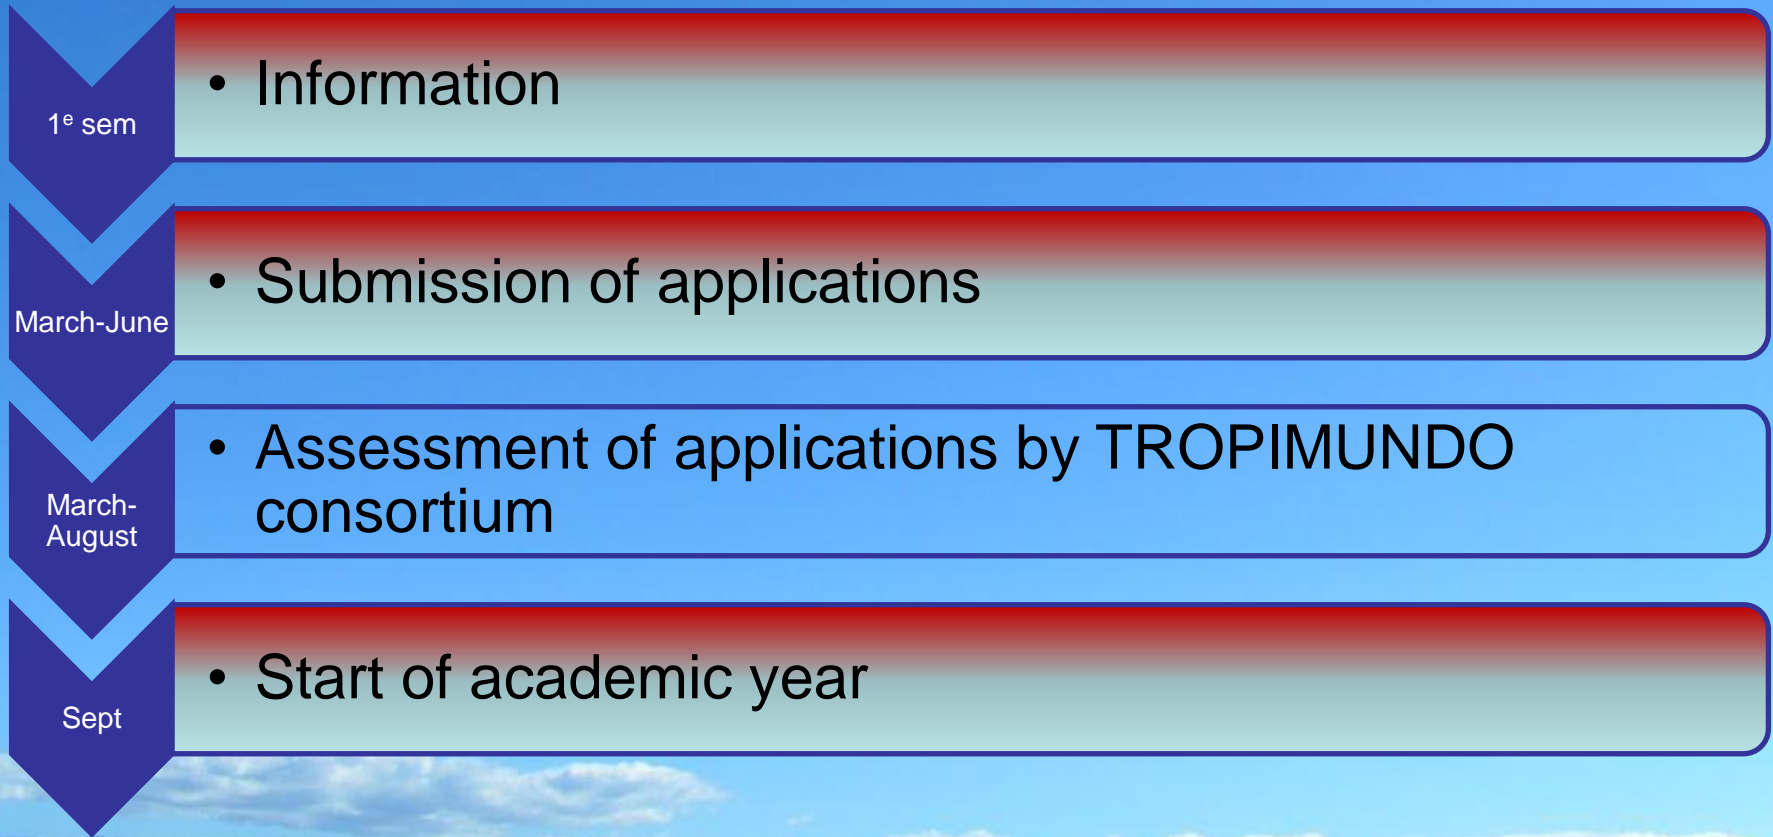 1e sem
• Information
March-June
• Submission of applications
March-
August
• Assessment of applications by TROPIMUNDO
consortium
Sept
• Start of academic year